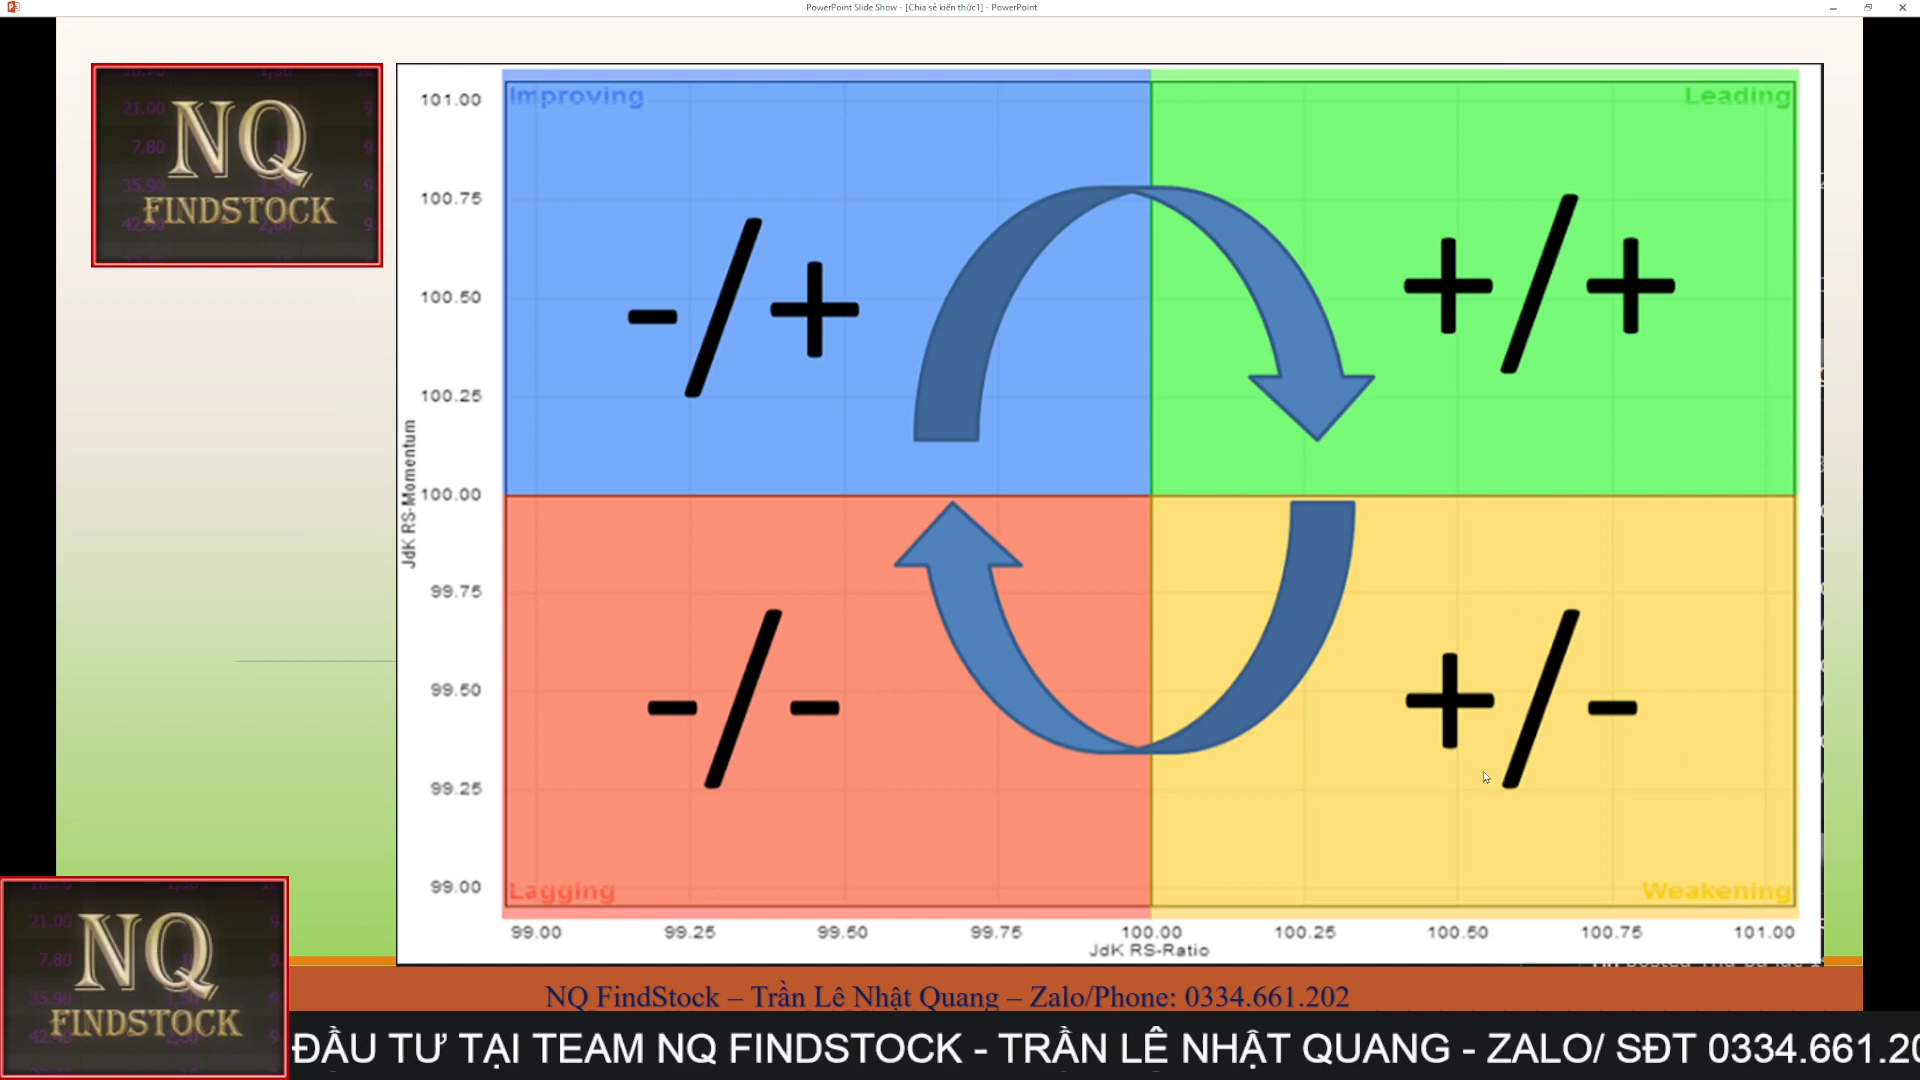 PowerPoint Slide Show - [Chia sẻ kiến thức1] - PowerPoint
NQ
FINDSTOCK
Improving
Leading
101.00
100.75
100.50
100.25
100.00
99.75
99.50
99.25
99.00
JdK RS-Momentum
-/+
+/+
-/-
+/-
Lagging
Weakening
99.00 99.25 99.50 99.75 100.00 100.25 100.50 100.75 101.00
JdK RS-Ratio
NQ
FINDSTOCK
NQ FindStock – Trần Lê Nhật Quang – Zalo/Phone: 0334.661.202
ĐẦU TƯ TẠI TEAM NQ FINDSTOCK - TRẦN LÊ NHẬT QUANG - ZALO/ SĐT 0334.661.20